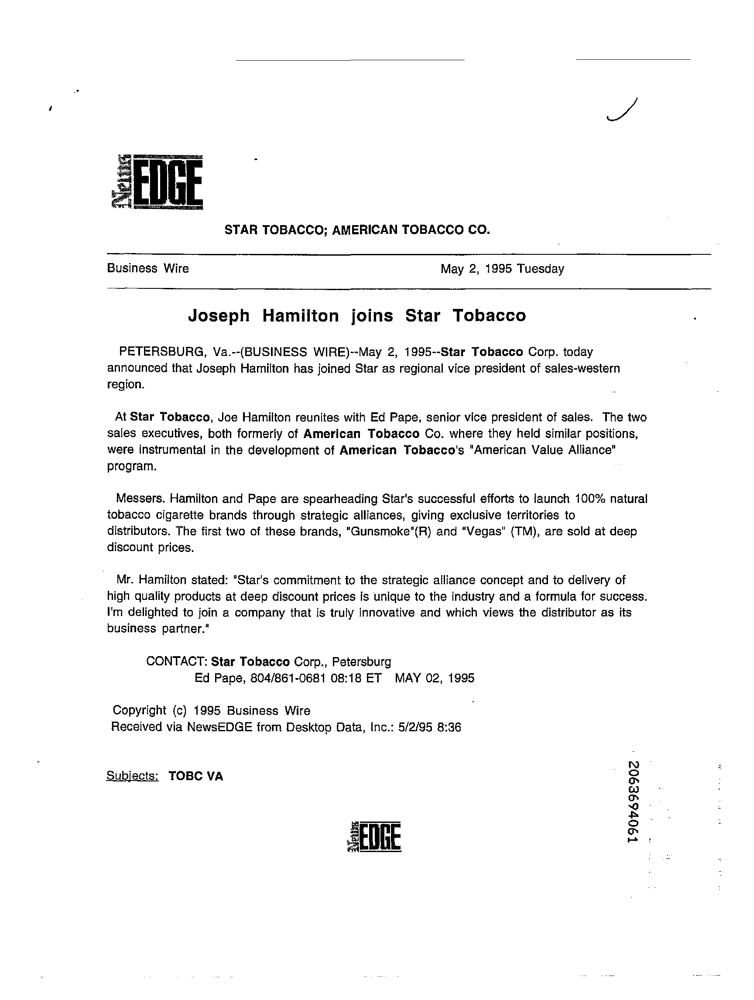 News EDGE
STAR TOBACCO; AMERICAN TOBACCO CO.
Business Wire May 2, 1995 Tuesday
Joseph Hamilton joins Star Tobacco
PETERSBURG, Va.--(BUSINESS WIRE)--May 2, 1995--Star Tobacco Corp. today
announced that Joseph Hamilton has joined Star as regional vice president of sales-western
region.
At Star Tobacco, Joe Hamilton reunites with Ed Pape, senior vice president of sales. The two
sales executives, both formerly of American Tobacco Co. where they held similar positions,
were instrumental in the development of American Tobacco's "American Value Alliance"
program.
Messers. Hamilton and Pape are spearheading Star's successful efforts to launch 100% natural
tobacco cigarette brands through strategic alliances, giving exclusive territories to
distributors. The first two of these brands, "Gunsmoke"(R) and "Vegas" (TM), are sold at deep
discount prices.
Mr. Hamilton stated: "Star's commitment to the strategic alliance concept and to delivery of
high quality products at deep discount prices is unique to the industry and a formula for success.
I'm delighted to join a company that is truly innovative and which views the distributor as its
business partner."
CONTACT: Star Tobacco Corp., Petersburg
Ed Pape, 804/861-0681 08:18 ET MAY 02, 1995
Copyright (c) 1995 Business Wire
Received via NewsEDGE from Desktop Data, Inc.: 5/2/95 8:36
Subjects: TOBC VA
2063694061
News EDGE